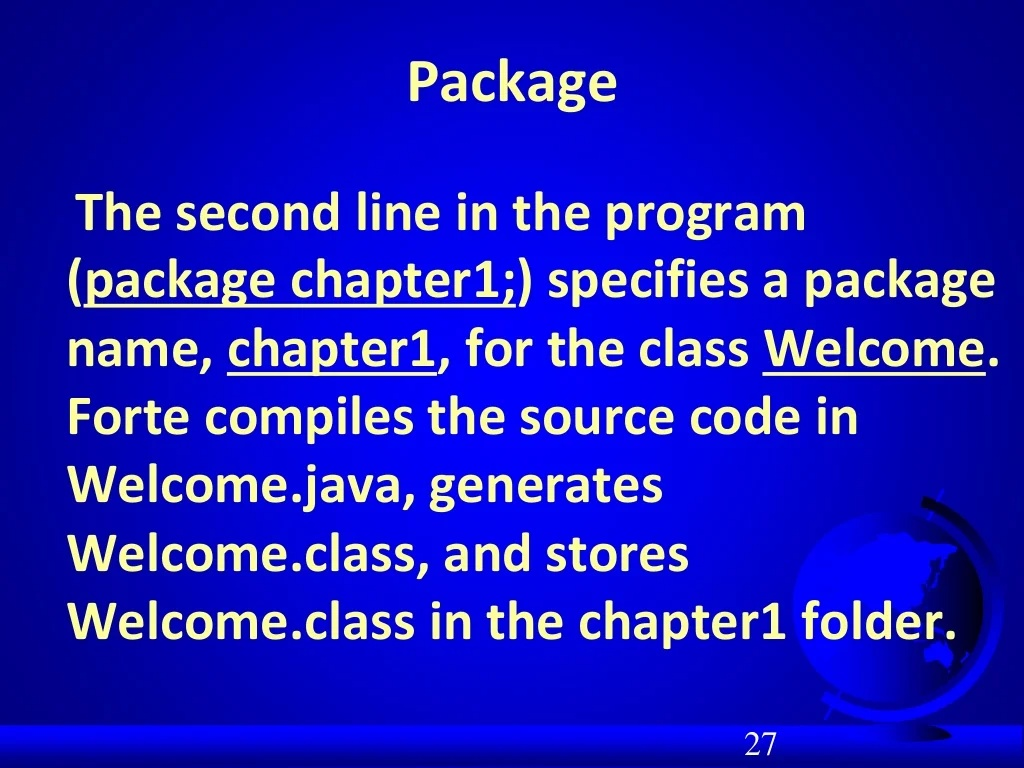 Package
The second line in the program
(package chapter1;) specifies a package
name, chapter1, for the class Welcome.
Forte compiles the source code in
Welcome.java, generates
Welcome.class, and stores
Welcome.class in the chapter1 folder.
27